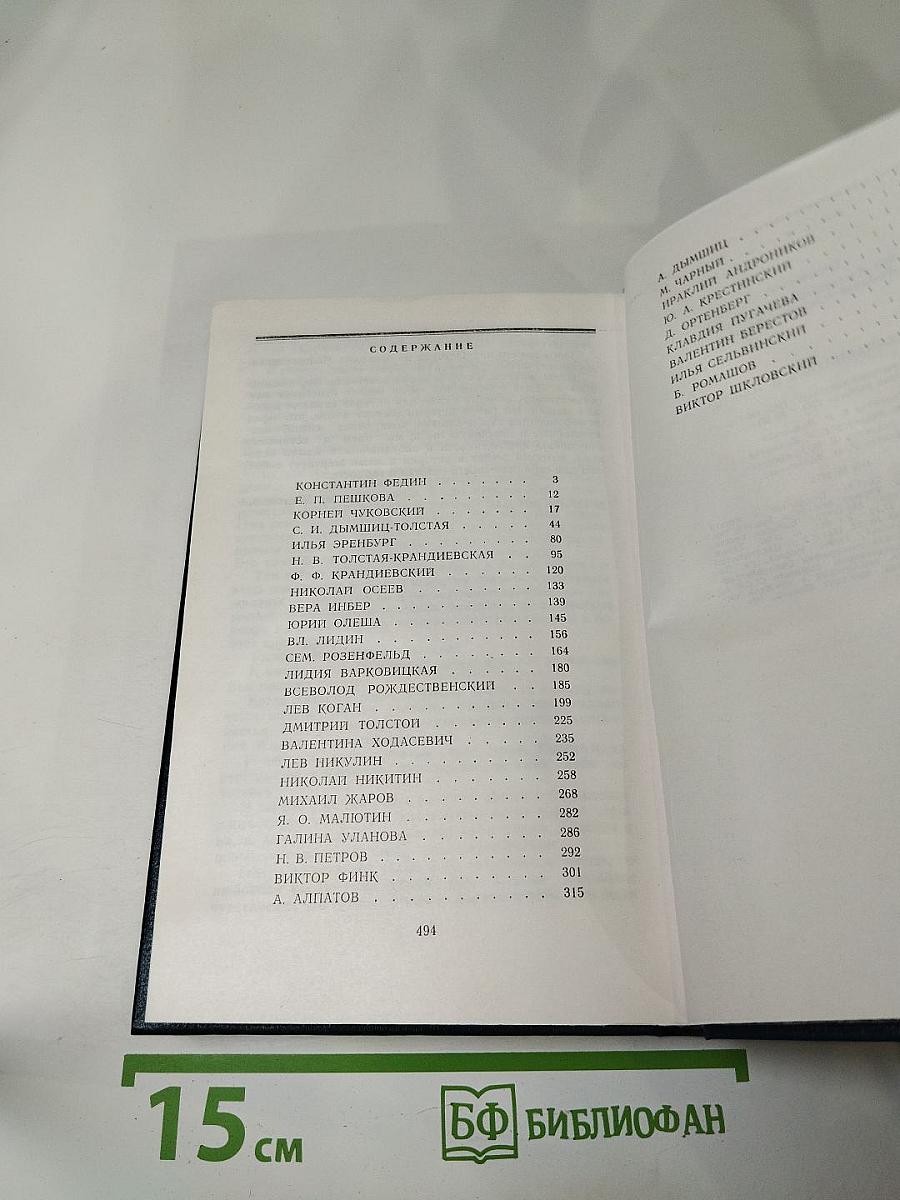 СОДЕРЖАНИЕ
КОНСТАНТИН ФЕДИН . . . . . . . 3
Е. П. ПЕШКОВА . . . . . . . . . 12
КОРНЕЙ ЧУКОВСКИЙ . . . . . . . 17
С. И. ДЫМШИЦ-ТОЛСТАЯ . . . . . 44
ИЛЬЯ ЭРЕНБУРГ . . . . . . . . . 80
Н. В. ТОЛСТАЯ-КРАНДИЕВСКАЯ . . 95
Ф. Ф. КРАНДИЕВСКИЙ . . . . . . 120
НИКОЛАЙ ОСЕЕВ . . . . . . . . 133
ВЕРА ИНБЕР . . . . . . . . . . 139
ЮРИЙ ОЛЕША . . . . . . . . . . 145
ВЛ. ЛИДИН . . . . . . . . . . . 156
СЕМ. РОЗЕНФЕЛЬД . . . . . . . . 164
ЛИДИЯ ВАРКОВИЦКАЯ . . . . . . 180
ВСЕВОЛОД РОЖДЕСТВЕНСКИЙ . . 185
ЛЕВ КОГАН . . . . . . . . . . . 199
ДМИТРИЙ ТОЛСТОЙ . . . . . . . 225
ВАЛЕНТИНА ХОДАСЕВИЧ . . . . . 235
ЛЕВ НИКУЛИН . . . . . . . . . . 252
НИКОЛАЙ НИКИТИН . . . . . . . 258
МИХАИЛ ЖАРОВ . . . . . . . . . 268
Я. О. МАЛЮТИН . . . . . . . . . 282
ГАЛИНА УЛАНОВА . . . . . . . . 286
Н. В. ПЕТРОВ . . . . . . . . . . . 292
ВИКТОР ФИНК . . . . . . . . . . 301
А. АЛПАТОВ . . . . . . . . . . . 315
494
А. ДЫМШИЦ
М. ЧАРНЫЙ
ИРАКЛИЙ АНДРОНИКОВ
Ю. А. КРЕСТИНСКИЙ
Д. ОРТЕНБЕРГ
КЛАВДИЯ ПУГАЧЕВА
ВАЛЕНТИН БЕРЕСТОВ
ИЛЬЯ СЕЛЬВИНСКИЙ
Б. РОМАШОВ
ВИКТОР ШКЛОВСКИЙ
15 см
БФ БИБЛИОФАН